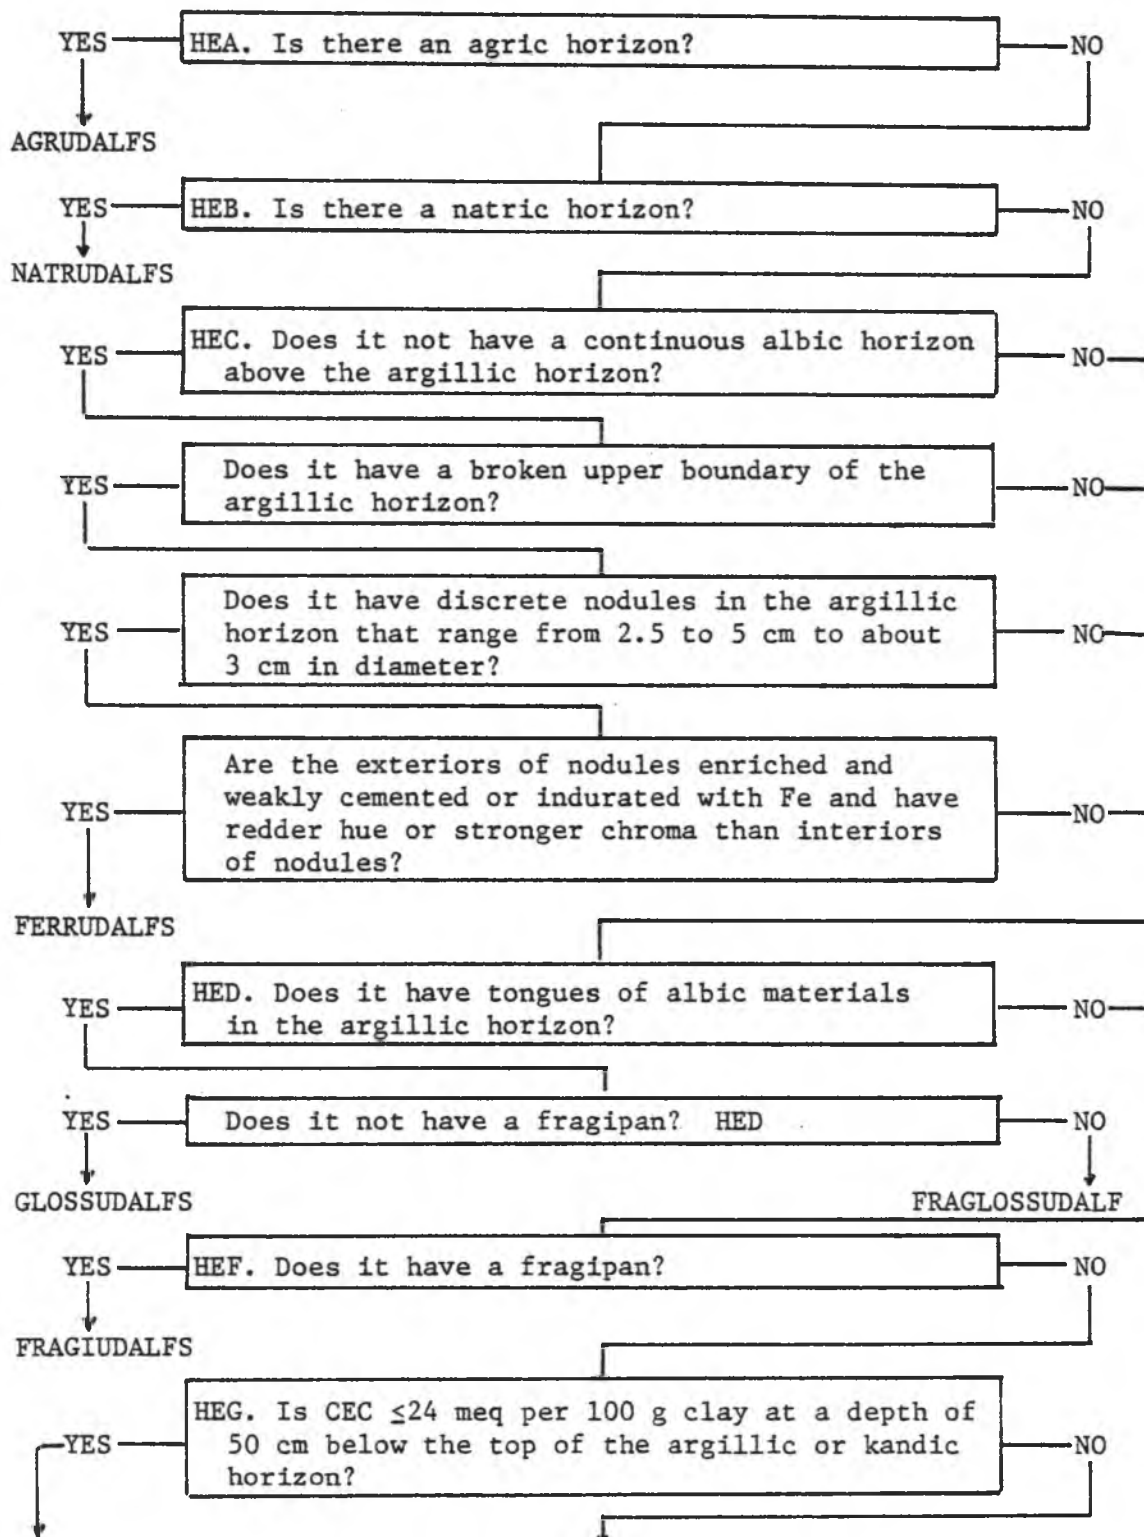 YES HEA. Is there an agric horizon? NO
AGRUDALFS
YES HEB. Is there a natric horizon? NO
NATRUDALFS
HEC. Does it not have a continuous albic horizon
YES above the argillic horizon? NO
Does it have a broken upper boundary of the
YES argillic horizon? NO
Does it have discrete nodules in the argillic
YES horizon that range from 2.5 to 5 cm to about NO
3 cm in diameter?
Are the exteriors of nodules enriched and
weakly cemented or indurated with Fe and have
YES redder hue or stronger chroma than interiors NO
of nodules?
FERRUDALFS
HED. Does it have tongues of albic materials
YES in the argillic horizon? NO
YES Does it not have a fragipan? HED NO
GLOSSUDALFS FRAGLOSSUDALF
YES HEF. Does it have a fragipan? NO
FRAGIUDALFS
HEG. Is CEC ≤24 meq per 100 g clay at a depth of
YES 50 cm below the top of the argillic or kandic NO
horizon?